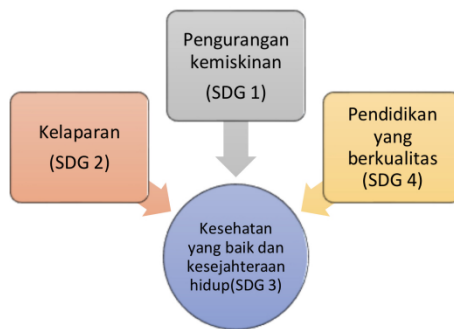 Pengurangan
kemiskinan
(SDG 1)
Kelaparan
(SDG 2)
Pendidikan
yang
berkualitas
(SDG 4)
Kesehatan
yang baik dan
kesejahteraan
hidup(SDG 3)